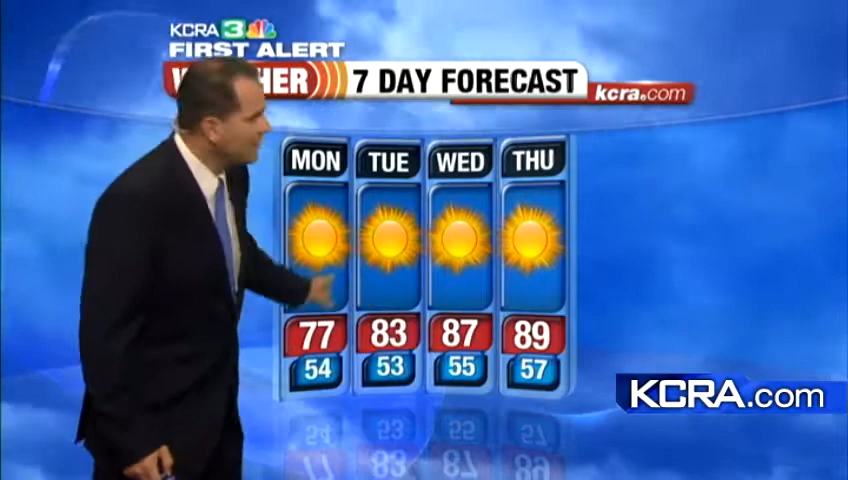 KCRA 3
FIRST ALERT
WEATHER 7 DAY FORECAST
kcra.com
MON TUE WED THU
77 83 87 89
54 53 55 57
KCRA.com